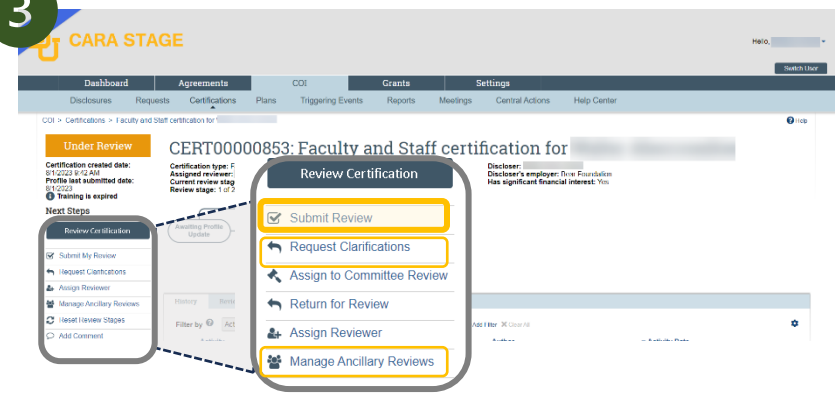 3
CARA STAGE
Hello,
Switch User
Dashboard Agreements COI Grants Settings
Disclosures Requests Certifications Plans Triggering Events Reports Meetings Central Actions Help Center
COI > Certifications > Faculty and Staff certification for
Help
Under Review
CERT00000853: Faculty and Staff certification for
Certification created date:
8/1/2023 9:42 AM
Profile last submitted date:
8/1/2023
Training is expired
Certification type: F
Assigned reviewer:
Current review stag
Review stage: 1 of 2
Discloser:
Discloser's employer: Foundation
Has significant financial interest: Yes
Next Steps
Review Certification
Submit My Review
Request Clarifications
Assign Reviewer
Manage Ancillary Reviews
Reset Review Stages
Add Comment
Awaiting Profile
Update
History
Filter by Act
Add Filter Clear All
Author Activity Date
Review Certification
Submit Review
Request Clarifications
Assign to Committee Review
Return for Review
Assign Reviewer
Manage Ancillary Reviews